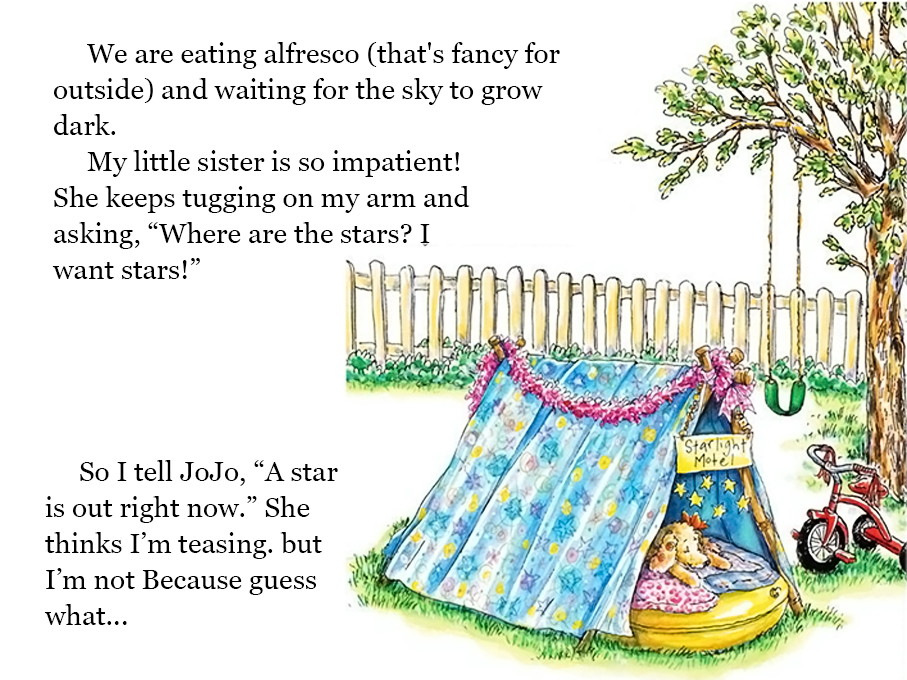 We are eating alfresco (that's fancy for
outside) and waiting for the sky to grow
dark.
My little sister is so impatient!
She keeps tugging on my arm and
asking, “Where are the stars? I
want stars!”
Starlight
Motel
So I tell JoJo, “A star
is out right now.” She
thinks I’m teasing. but
I’m not Because guess
what...